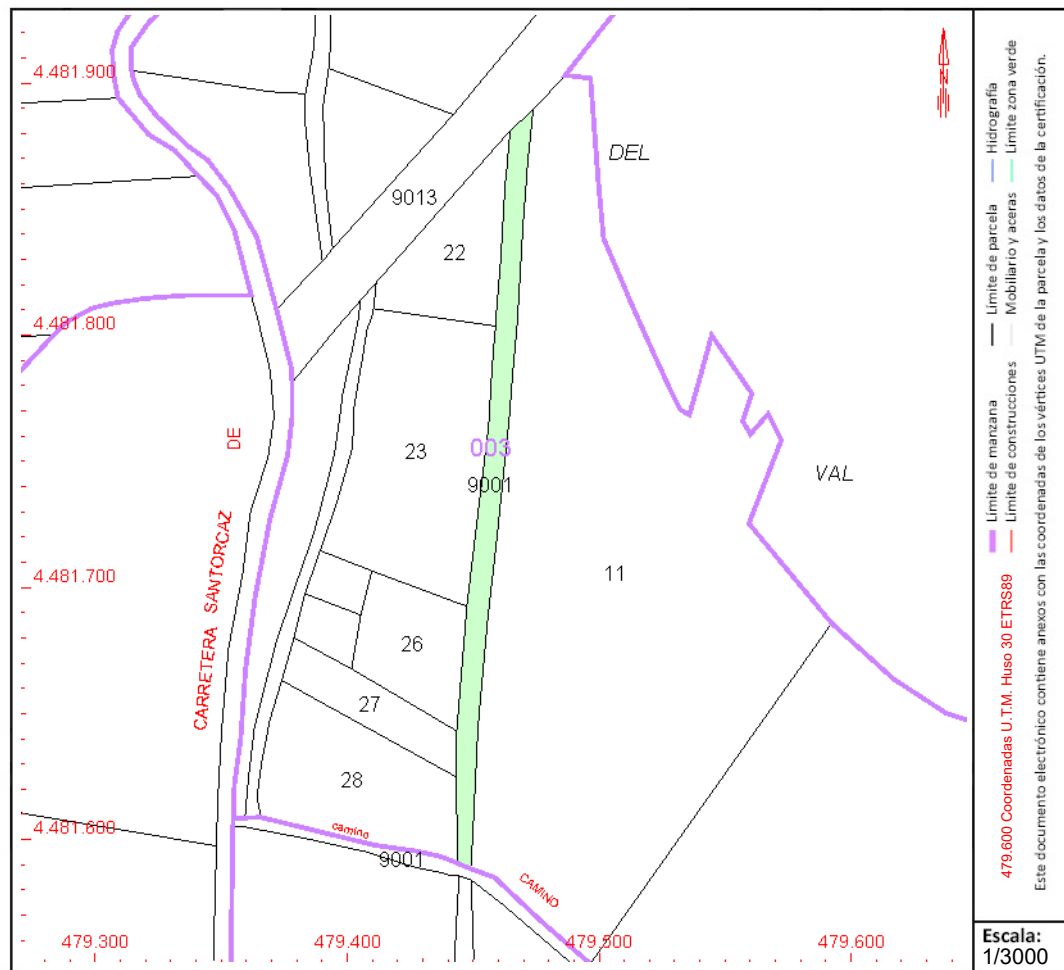 4.481.900
DEL
9013
22
4.481.800
DE
23
003
9001
VAL
CARRETERA SANTORCAZ
4.481.700
11
26
27
28
4.481.600
camino
9001
CAMINO
479.300
479.400
479.500
479.600
N
479.600 Coordenadas U.T.M. Huso 30 ETRS89
Límite de manzana
Límite de parcela
Hidrografía
Límite de construcciones
Mobiliario y aceras
Límite zona verde
Este documento electrónico contiene anexos con las coordenadas de los vértices UTM de la parcela y los datos de la certificación.
Escala:
1/3000